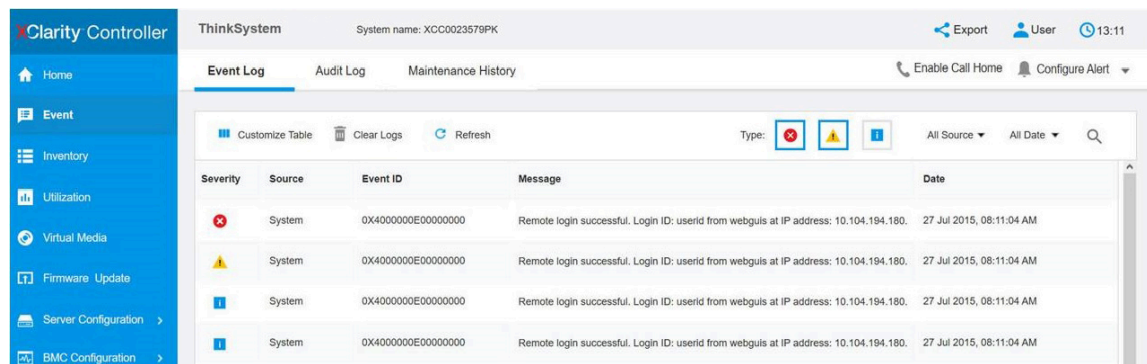 XClarity Controller
ThinkSystem System name: XCC0023579PK Export User 13:11
Home
Event Log Audit Log Maintenance History Enable Call Home Configure Alert
Event
Customize Table Clear Logs Refresh Type: All Source All Date
Inventory
Severity Source Event ID Message Date
Utilization
System 0X4000000E00000000 Remote login successful. Login ID: userid from webguis at IP address: 10.104.194.180. 27 Jul 2015, 08:11:04 AM
Virtual Media
System 0X4000000E00000000 Remote login successful. Login ID: userid from webguis at IP address: 10.104.194.180. 27 Jul 2015, 08:11:04 AM
Firmware Update
System 0X4000000E00000000 Remote login successful. Login ID: userid from webguis at IP address: 10.104.194.180. 27 Jul 2015, 08:11:04 AM
Server Configuration
System 0X4000000E00000000 Remote login successful. Login ID: userid from webguis at IP address: 10.104.194.180. 27 Jul 2015, 08:11:04 AM
BMC Configuration